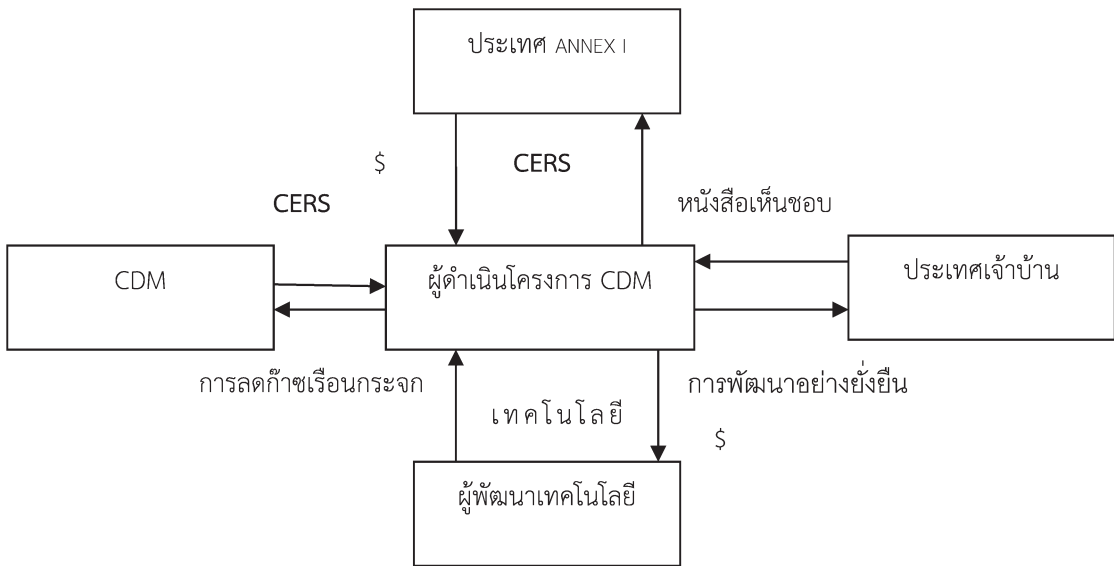 ประเทศ ANNEX I
$
CERS
CERS
หนังสือเห็นชอบ
CDM
ผู้ดำเนินโครงการ CDM
ประเทศเจ้าบ้าน
การลดก๊าซเรือนกระจก
การพัฒนาอย่างยั่งยืน
เทคโนโลยี
$
ผู้พัฒนาเทคโนโลยี